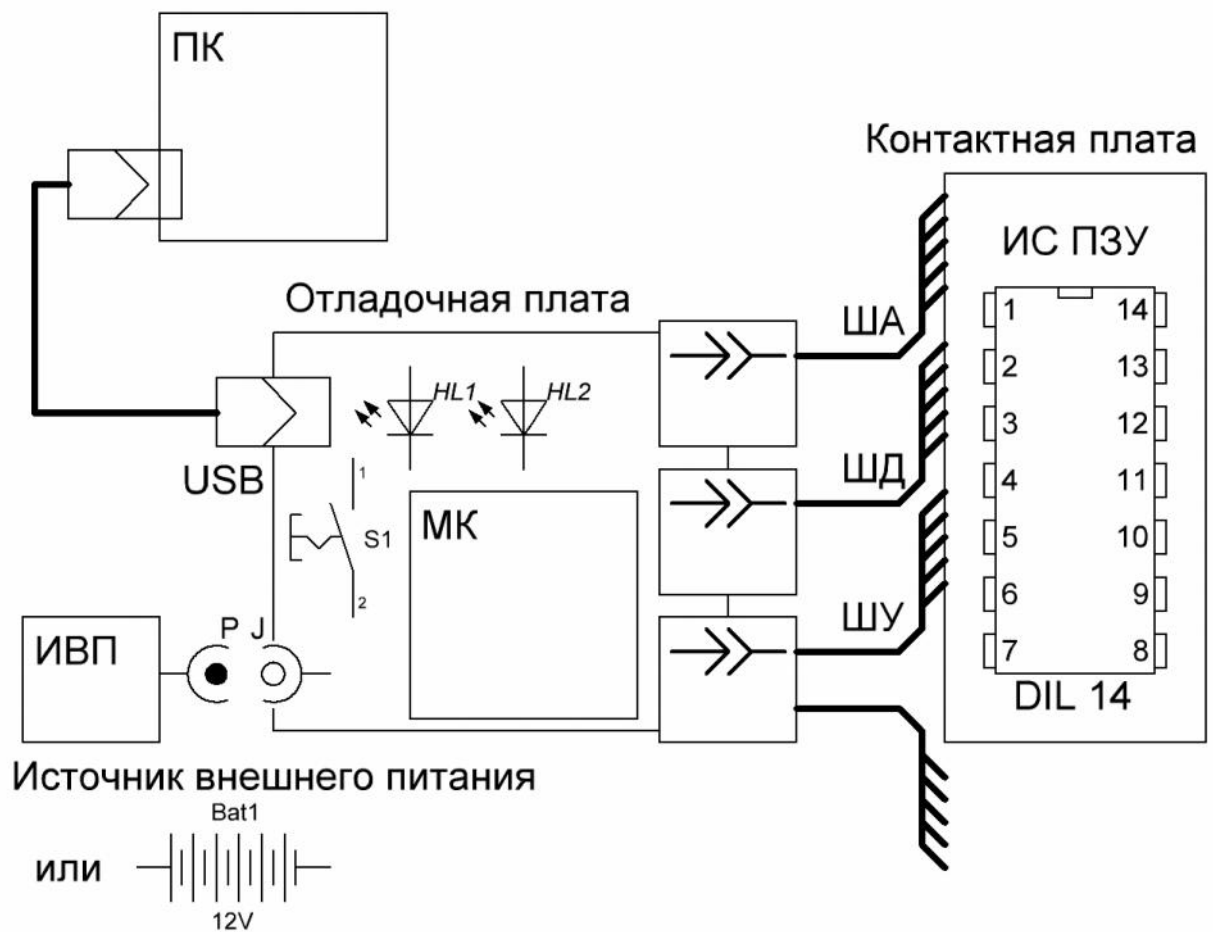 ПК
Контактная плата
ИС ПЗУ
Отладочная плата
ША
1 14
HL1 HL2
2 13
3 12
USB
1
ШД
4 11
МК
S1
5 10
2
ШУ
6 9
ИВП
P J
7 8
DIL 14
Источник внешнего питания
Bat1
или
12V